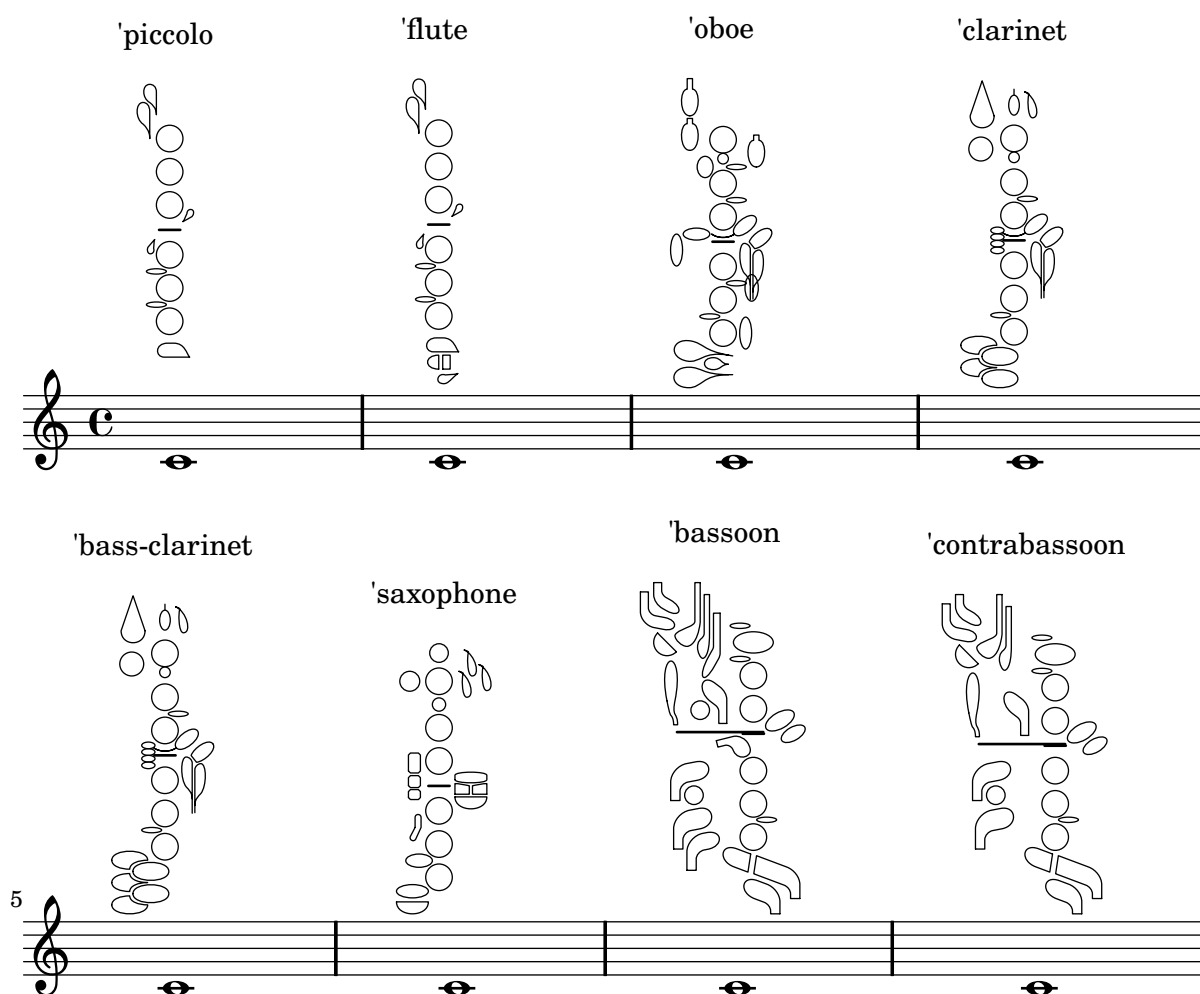 'piccolo
'flute
'oboe
'clarinet
'bass-clarinet
'saxophone
'bassoon
'contrabassoon
5